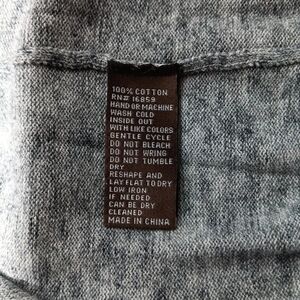 100% COTTON
RN# 16859
HAND OR MACHINE
WASH COLD
INSIDE OUT
WITH LIKE COLORS
GENTLE CYCLE
DO NOT BLEACH
DO NOT WRING
DO NOT TUMBLE
DRY
RESHAPE AND
LAY FLAT TO DRY
LOW IRON
IF NEEDED
CAN BE DRY
CLEANED
MADE IN CHINA